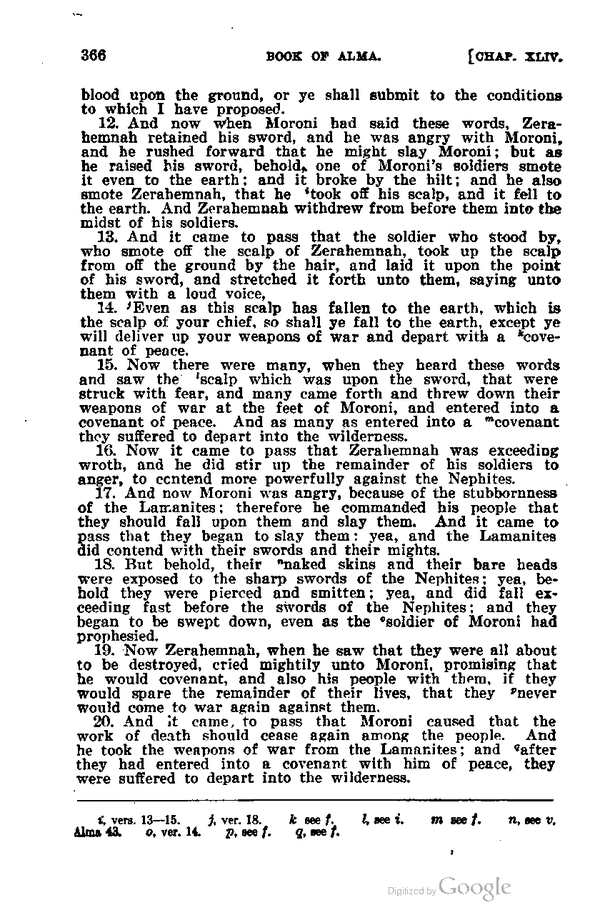 366 BOOK OF ALMA. [CHAP. XLIV.
blood upon the ground, or ye shall submit to the conditions
to which I have proposed.
12. And now when Moroni had said these words, Zera-
hemnah retained his sword, and he was angry with Moroni,
and he rushed forward that he might slay Moroni; but as
he raised his sword, behold, one of Moroni's soldiers smote
it even to the earth; and it broke by the hilt; and he also
smote Zerahemnah, that he ⁱtook off his scalp, and it fell to
the earth. And Zerahemnah withdrew from before them into the
midst of his soldiers.
13. And it came to pass that the soldier who stood by,
who smote off the scalp of Zerahemnah, took up the scalp
from off the ground by the hair, and laid it upon the point
of his sword, and stretched it forth unto them, saying unto
them with a loud voice,
14. ʲEven as this scalp has fallen to the earth, which is
the scalp of your chief, so shall ye fall to the earth, except ye
will deliver up your weapons of war and depart with a ᵏcove-
nant of peace.
15. Now there were many, when they heard these words
and saw the ˡscalp which was upon the sword, that were
struck with fear, and many came forth and threw down their
weapons of war at the feet of Moroni, and entered into a
covenant of peace. And as many as entered into a ᵐcovenant
they suffered to depart into the wilderness.
16. Now it came to pass that Zerahemnah was exceeding
wroth, and he did stir up the remainder of his soldiers to
anger, to contend more powerfully against the Nephites.
17. And now Moroni was angry, because of the stubbornness
of the Lamanites; therefore he commanded his people that
they should fall upon them and slay them. And it came to
pass that they began to slay them; yea, and the Lamanites
did contend with their swords and their mights.
18. But behold, their ⁿnaked skins and their bare heads
were exposed to the sharp swords of the Nephites; yea, be-
hold they were pierced and smitten; yea, and did fall ex-
ceeding fast before the swords of the Nephites; and they
began to be swept down, even as the ᵒsoldier of Moroni had
prophesied.
19. Now Zerahemnah, when he saw that they were all about
to be destroyed, cried mightily unto Moroni, promising that
he would covenant, and also his people with them, if they
would spare the remainder of their lives, that they ᵖnever
would come to war again against them.
20. And it came to pass that Moroni caused that the
work of death should cease again among the people. And
he took the weapons of war from the Lamanites; and 𐞥after
they had entered into a covenant with him of peace, they
were suffered to depart into the wilderness.
i, vers. 13—15. j, ver. 18. k see f. l, see i. m see f. n, see v,
Alma 43. o, ver. 14. p, see f. q, see f.
Digitized by Google